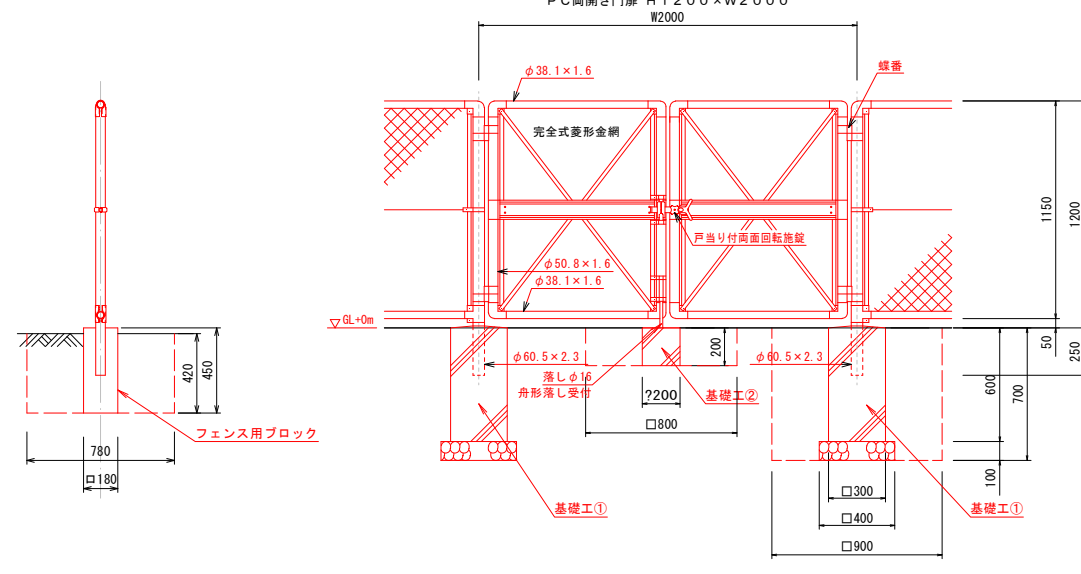 PC両開き門扉 H1200×W2000
W2000
φ38.1×1.6
蝶番
完全式菱形金網
戸当り付両面回転施錠
φ50.8×1.6
φ38.1×1.6
1150
1200
▽GL+0m
φ60.5×2.3
200
φ60.5×2.3
50
250
落しφ16
舟形落し受付
?200
基礎工②
□800
600
700
420
450
フェンス用ブロック
780
□180
100
□300
基礎工①
基礎工①
□400
□900